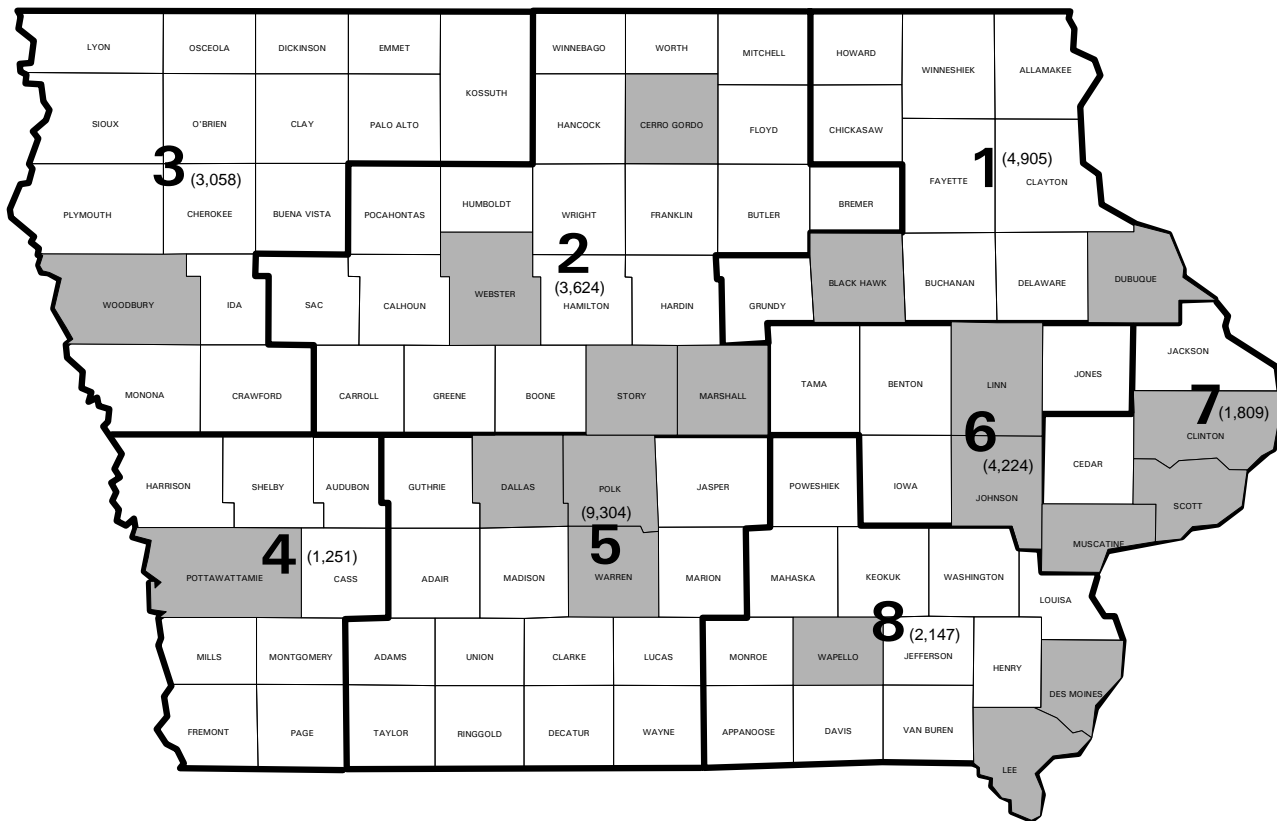 LYON OSCEOLA DICKINSON EMMET WINNEBAGO WORTH MITCHELL HOWARD
WINNESHIEK ALLAMAKEE
KOSSUTH
SIOUX O'BRIEN CLAY PALO ALTO HANCOCK CERRO GORDO FLOYD CHICKASAW
3 (3,058) 1 (4,905)
FAYETTE CLAYTON
PLYMOUTH CHEROKEE BUENA VISTA POCAHONTAS HUMBOLDT WRIGHT FRANKLIN BUTLER BREMER
2
(3,624)
WOODBURY IDA SAC CALHOUN WEBSTER HAMILTON HARDIN GRUNDY BLACK HAWK BUCHANAN DELAWARE DUBUQUE
JACKSON
MONONA CRAWFORD CARROLL GREENE BOONE STORY MARSHALL TAMA BENTON LINN JONES
7 (1,809)
CLINTON
6
(4,224)
CEDAR
HARRISON SHELBY AUDUBON GUTHRIE DALLAS POLK JASPER POWESHIEK IOWA JOHNSON SCOTT
(9,304)
5
MUSCATINE
4 (1,251)
POTTAWATTAMIE CASS ADAIR MADISON WARREN MARION MAHASKA KEOKUK WASHINGTON
LOUISA
8 (2,147)
MILLS MONTGOMERY ADAMS UNION CLARKE LUCAS MONROE WAPELLO JEFFERSON HENRY
DES MOINES
FREMONT PAGE TAYLOR RINGGOLD DECATUR WAYNE APPANOOSE DAVIS VAN BUREN
LEE